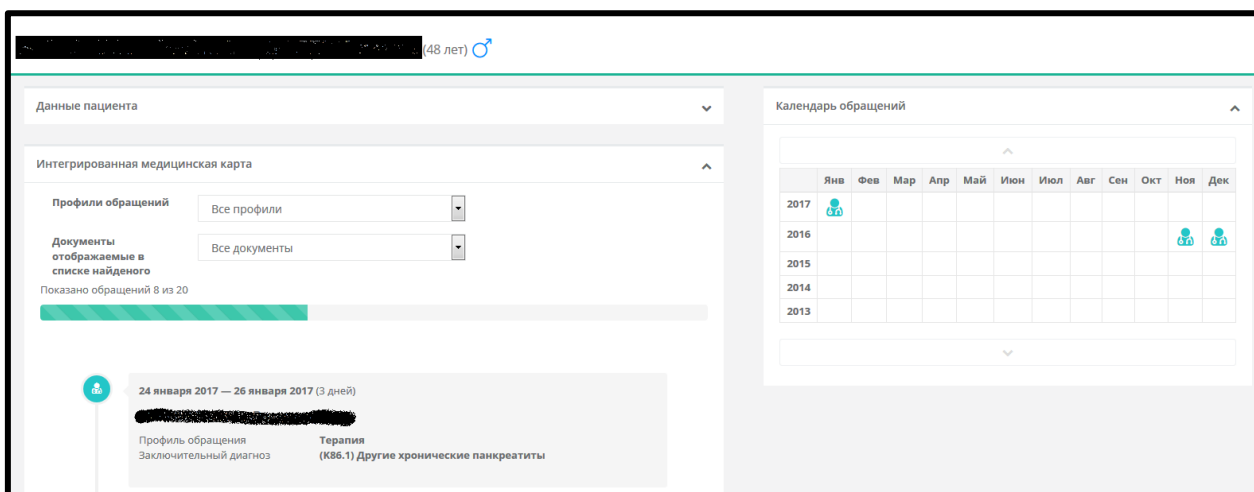 (48 лет)
Данные пациента
Интегрированная медицинская карта
Профили обращений
Все профили
Документы
отображаемые в
списке найденого
Все документы
Показано обращений 8 из 20
24 января 2017 — 26 января 2017 (3 дней)
Профиль обращения Терапия
Заключительный диагноз (K86.1) Другие хронические панкреатиты
Календарь обращений
Янв Фев Мар Апр Май Июн Июл Авг Сен Окт Ноя Дек
2017
2016
2015
2014
2013